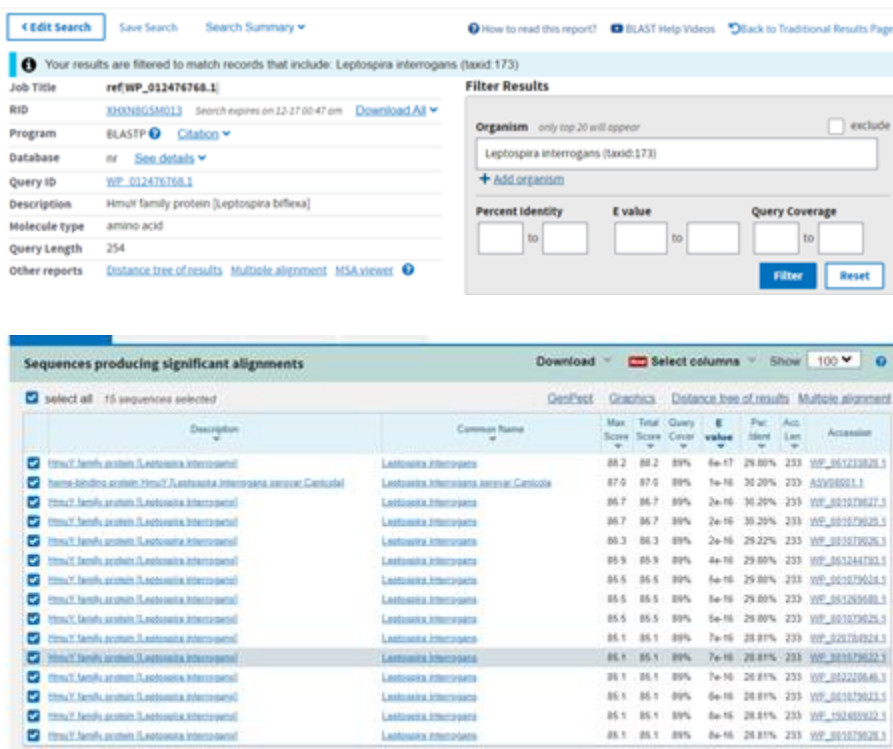 < Edit Search Save Search Search Summary How to read this report? BLAST Help Videos Back to Traditional Results Page
Your results are filtered to match records that include: Leptospira interrogans (taxid:173)
Job Title ref|WP_012476768.1|
RID XHXN8GSM013 Search expires on 12-17 00:47 am Download All
Program BLASTP Citation
Database nr See details
Query ID WP_012476768.1
Description HmuY family protein [Leptospira biflexa]
Molecule type amino acid
Query Length 254
Other reports Distance tree of results Multiple alignment MSA viewer
Filter Results
Organism only top 20 will appear exclude
Leptospira interrogans (taxid:173)
+ Add organism
Percent Identity E value Query Coverage
to to to
Filter Reset
Sequences producing significant alignments Download New Select columns Show 100
select all 15 sequences selected GenPept Graphics Distance tree of results Multiple alignment
Description Common Name Max Score Total Score Query Cover E value Per. Ident Acc. Len Accession
HmuY family protein [Leptospira interrogans] Leptospira interrogans 88.2 88.2 89% 6e-17 29.80% 233
heme-binding protein HmuY [Leptospira interrogans serovar Canicola] Leptospira interrogans serovar Canicola 87.0 87.0 89% 1e-16 30.20% 233 ASV08001.1
HmuY family protein [Leptospira interrogans] Leptospira interrogans 86.7 86.7 89% 2e-16 30.20% 233 WP_001079827.1
HmuY family protein [Leptospira interrogans] Leptospira interrogans 86.7 86.7 89% 2e-16 30.20% 233
HmuY family protein [Leptospira interrogans] Leptospira interrogans 86.3 86.3 89% 2e-16 29.22% 233
HmuY family protein [Leptospira interrogans] Leptospira interrogans 85.9 85.9 89% 4e-16 29.80% 233 WP_061244793.1
HmuY family protein [Leptospira interrogans] Leptospira interrogans 85.5 85.5 89% 5e-16 29.80% 233
HmuY family protein [Leptospira interrogans] Leptospira interrogans 85.5 85.5 89% 5e-16 29.80% 233
HmuY family protein [Leptospira interrogans] Leptospira interrogans 85.5 85.5 89% 5e-16 29.80% 233
HmuY family protein [Leptospira interrogans] Leptospira interrogans 85.1 85.1 89% 7e-16 28.81% 233
HmuY family protein [Leptospira interrogans] Leptospira interrogans 85.1 85.1 89% 7e-16 28.81% 233
HmuY family protein [Leptospira interrogans] Leptospira interrogans 85.1 85.1 89% 7e-16 28.81% 233
HmuY family protein [Leptospira interrogans] Leptospira interrogans 85.1 85.1 89% 28.81% 233
HmuY family protein [Leptospira interrogans] Leptospira interrogans 85.1 85.1 89% 8e-16 28.81% 233
HmuY family protein [Leptospira interrogans] Leptospira interrogans 85.1 85.1 89% 8e-16 28.81% 233